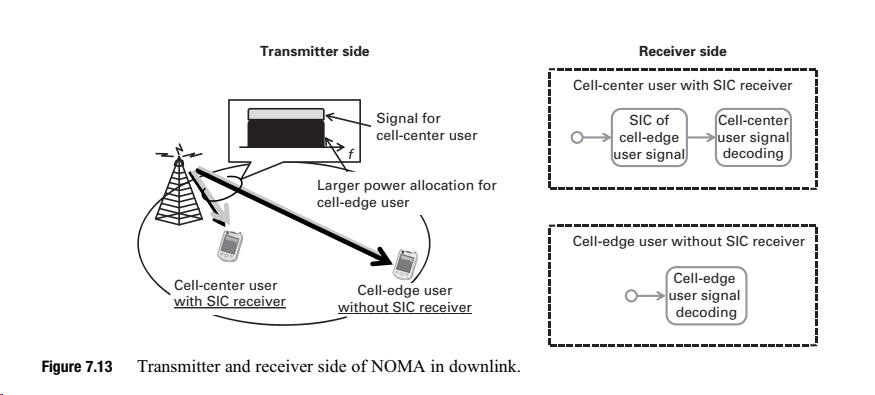 Transmitter side
Signal for
cell-center user
f
Larger power allocation for
cell-edge user
Cell-center user
with SIC receiver
Cell-edge user
without SIC receiver
Receiver side
Cell-center user with SIC receiver
SIC of
cell-edge
user signal
Cell-center
user signal
decoding
Cell-edge user without SIC receiver
Cell-edge
user signal
decoding
Figure 7.13 Transmitter and receiver side of NOMA in downlink.